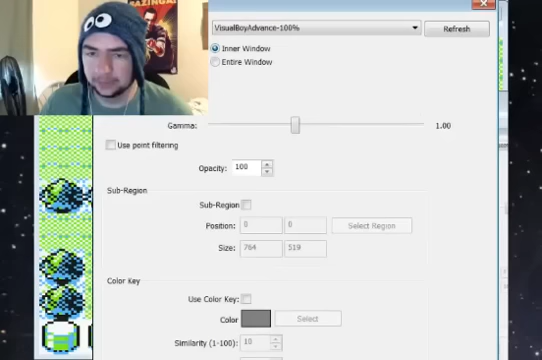 BAZINGA!
VisualBoyAdvance-100%
Refresh
Inner Window
Entire Window
Gamma:
1.00
Use point filtering
Opacity:
100
Sub-Region
Sub-Region
Position:
0
0
Select Region
Size:
764
519
Color Key
Use Color Key:
Color
Select
Similarity (1-100)
10